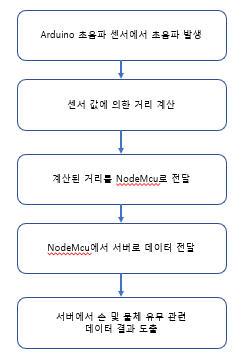 Arduino 초음파 센서에서 초음파 발생
센서 값에 의한 거리 계산
계산된 거리를 NodeMcu로 전달
NodeMcu에서 서버로 데이터 전달
서버에서 손 및 물체 유무 관련
데이터 결과 도출